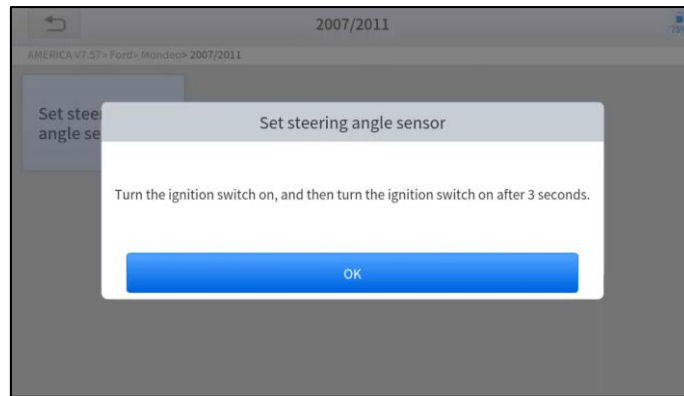 2007/2011
AMERICA V7.57> Ford> Mondeo> 2007/2011
Set stee
angle se
Set steering angle sensor
Turn the ignition switch on, and then turn the ignition switch on after 3 seconds.
OK